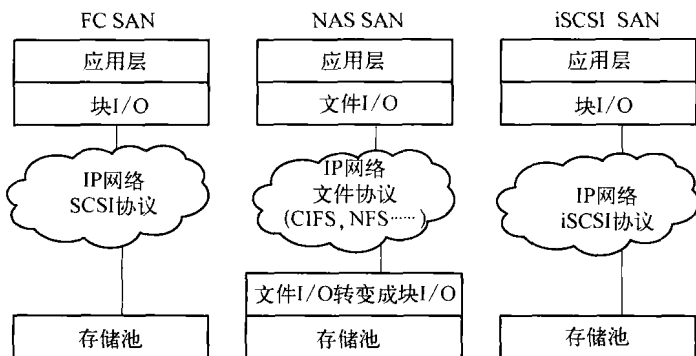 FC SAN
应用层
块I/O
IP网络
SCSI协议
存储池
NAS SAN
应用层
文件I/O
IP网络
文件协议
(CIFS, NFS……)
文件I/O转变成块I/O
存储池
iSCSI SAN
应用层
块I/O
IP网络
iSCSI协议
存储池